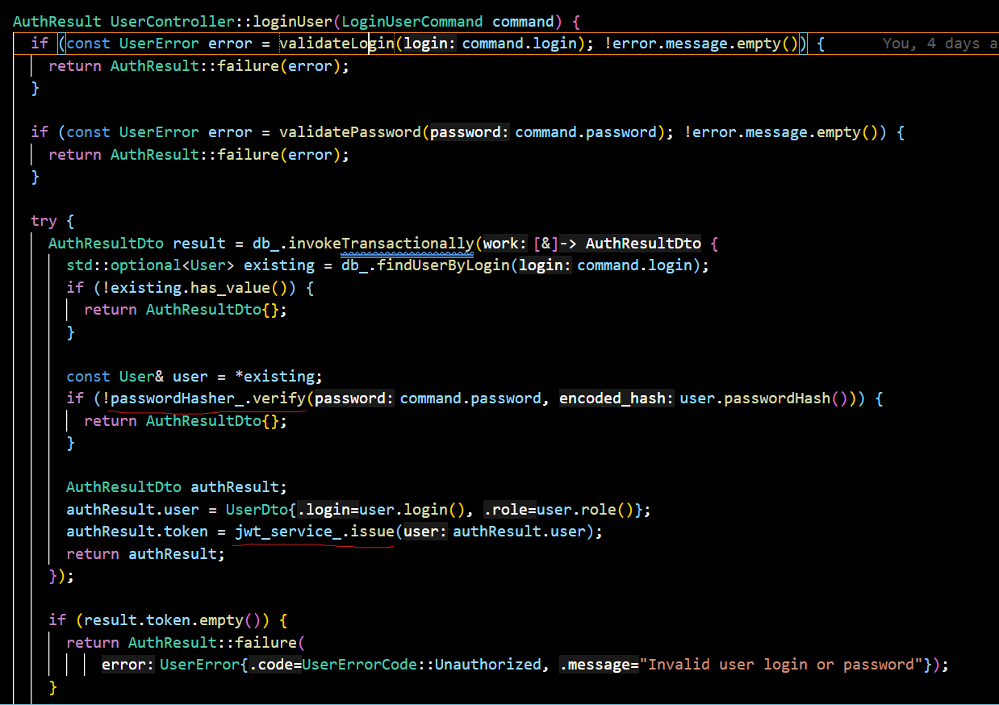 AuthResult UserController::loginUser(LoginUserCommand command) {
if (const UserError error = validateLogin(login: command.login); !error.message.empty()) { You, 4 days a
return AuthResult::failure(error);
}
if (const UserError error = validatePassword(password: command.password); !error.message.empty()) {
return AuthResult::failure(error);
}
try {
AuthResultDto result = db_.invokeTransactionally(work: [&]-> AuthResultDto {
std::optional<User> existing = db_.findUserByLogin(login: command.login);
if (!existing.has_value()) {
return AuthResultDto{};
}
const User& user = *existing;
if (!passwordHasher_.verify(password: command.password, encoded_hash: user.passwordHash())) {
return AuthResultDto{};
}
AuthResultDto authResult;
authResult.user = UserDto{.login=user.login(), .role=user.role()};
authResult.token = jwt_service_.issue(user: authResult.user);
return authResult;
});
if (result.token.empty()) {
return AuthResult::failure(
error: UserError{.code=UserErrorCode::Unauthorized, .message="Invalid user login or password"});
}